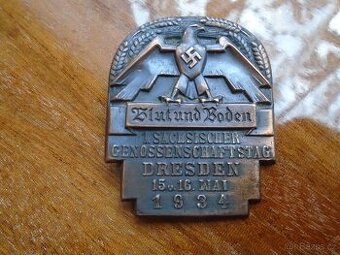 Blut und Boden
1. SÄCHSISCHER
GENOSSENSCHAFTSTAG
DRESDEN
15.u.16. MAI
1934